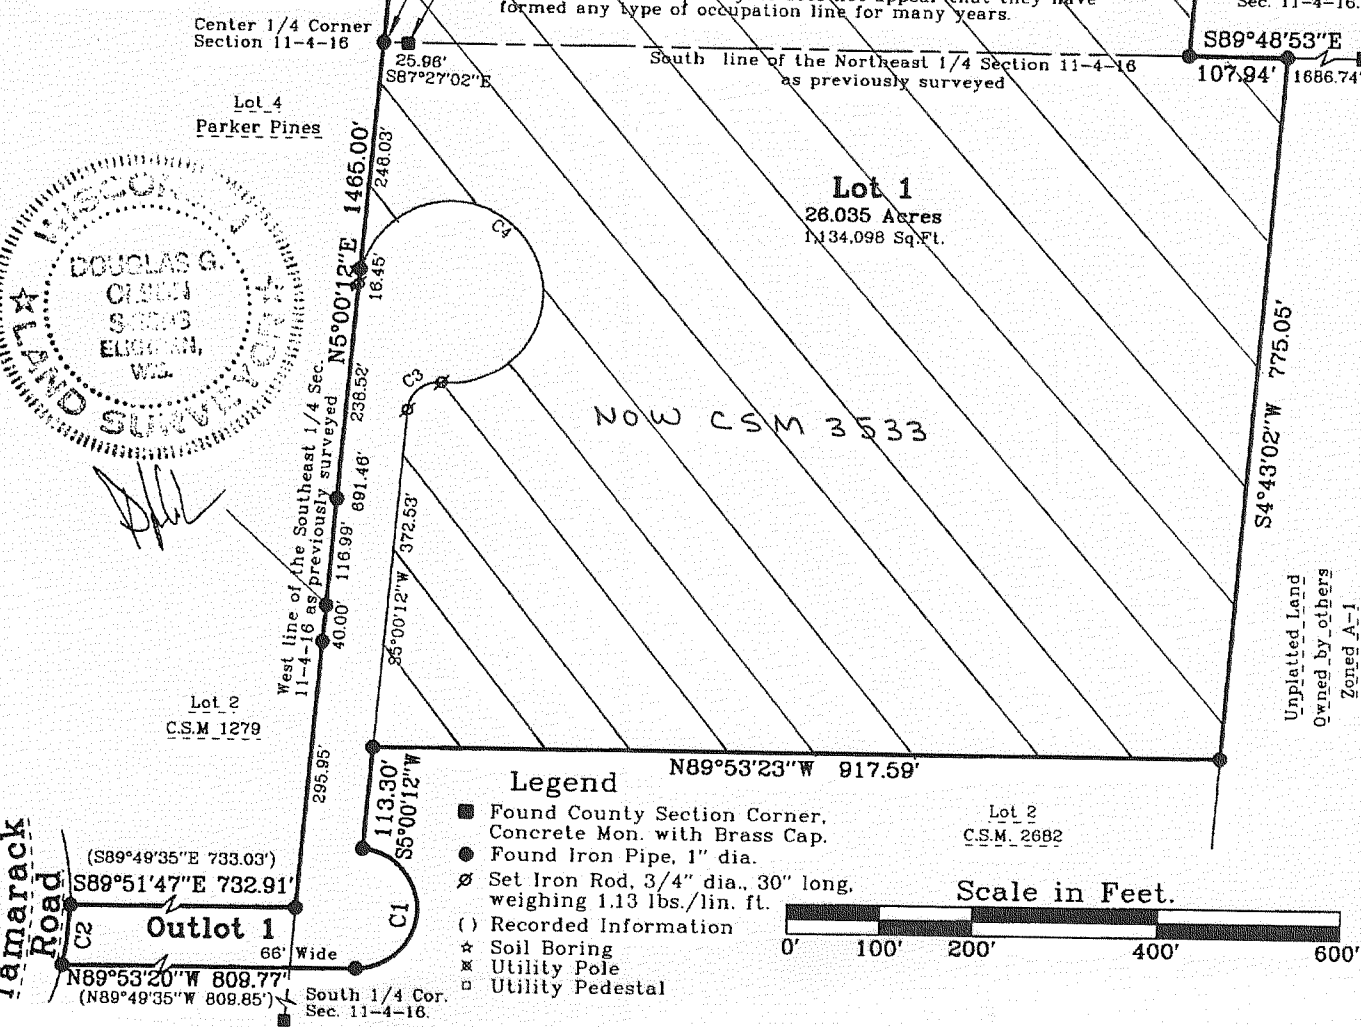 formed any type of occupation line for many years.
Sec. 11-4-16.
Center 1/4 Corner
Section 11-4-16
25.96'
S87°27'02"E
South line of the Northeast 1/4 Section 11-4-16
as previously surveyed
S89°48'53"E
107.94'
1686.74'
Lot 4
Parker Pines
N5°00'12"E 1465.00'
248.03'
16.45'
C4
C3
Lot 1
26.035 Acres
1,134,098 Sq.Ft.
WISCON
DOUGLAS G.
ELKHORN,
WIS.
LAND SURVEYOR
West line of the Southeast 1/4 Sec.
11-4-16 as previously surveyed
238.52'
691.46'
116.99'
40.00'
295.95'
S5°00'12"W 372.53'
NOW CSM 3533
S4°43'02"W 775.05'
Unplatted Land
Owned by others
Zoned A-1
Lot 2
C.S.M 1279
N89°53'23"W 917.59'
113.30'
S5°00'12"W
C1
Legend
Found County Section Corner,
Concrete Mon. with Brass Cap.
Found Iron Pipe, 1" dia.
Set Iron Rod, 3/4" dia., 30" long,
weighing 1.13 lbs./lin. ft.
( ) Recorded Information
Soil Boring
Utility Pole
Utility Pedestal
Lot 2
C.S.M. 2682
Scale in Feet.
0' 100' 200' 400' 600'
Tamarack
Road
(S89°49'35"E 733.03')
S89°51'47"E 732.91'
C2
Outlot 1
66' Wide
N89°53'20"W 809.77'
(N89°49'35"W 809.85')
South 1/4 Cor.
Sec. 11-4-16.